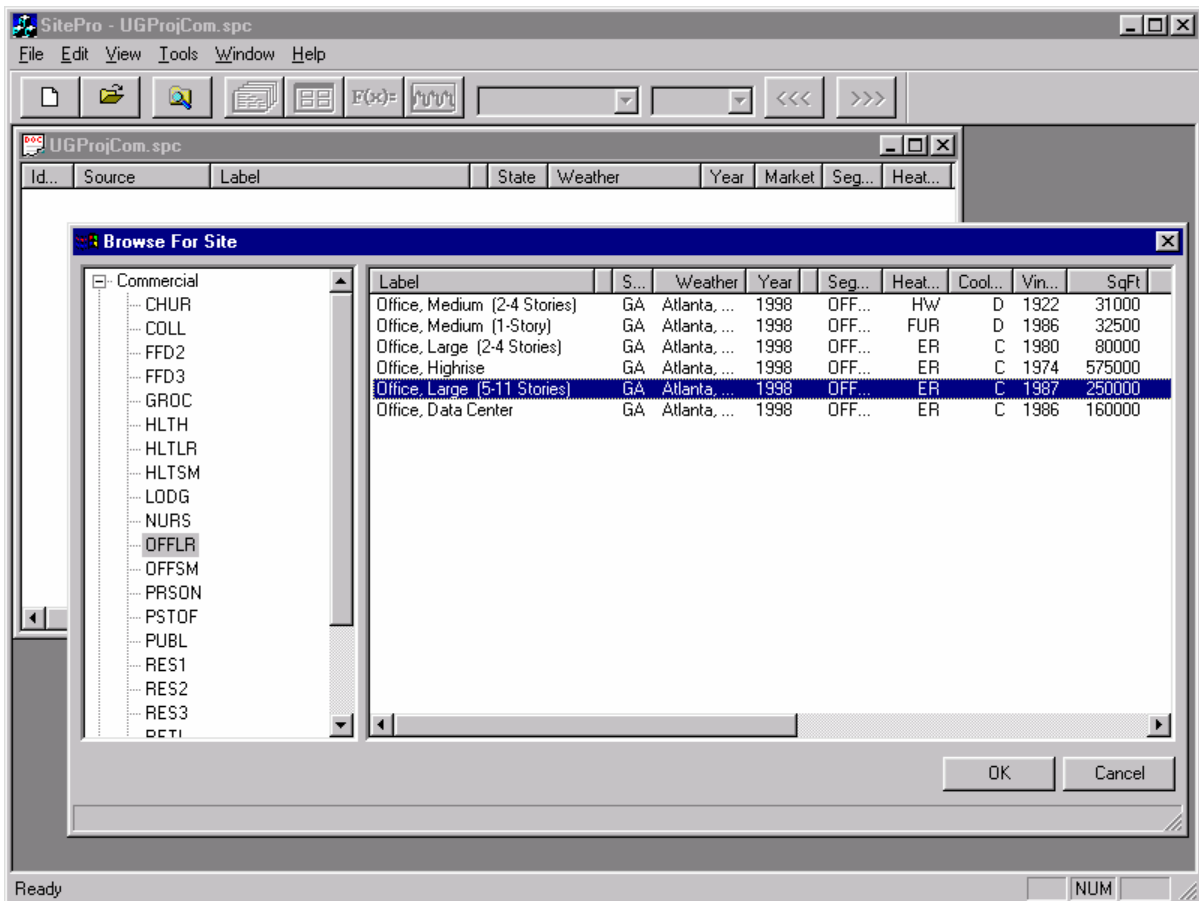 SitePro - UGProjCom.spc
File Edit View Tools Window Help
F(x)= <<< >>>
DOC UGProjCom.spc
Id... Source Label State Weather Year Market Seg... Heat...
Browse For Site
Commercial
CHUR
COLL
FFD2
FFD3
GROC
HLTH
HLTLR
HLTSM
LODG
NURS
OFFLR
OFFSM
PRSON
PSTOF
PUBL
RES1
RES2
RES3
RETL
Label S... Weather Year Seg... Heat... Cool... Vin... SqFt
Office, Medium (2-4 Stories) GA Atlanta, ... 1998 OFF... HW D 1922 31000
Office, Medium (1-Story) GA Atlanta, ... 1998 OFF... FUR D 1986 32500
Office, Large (2-4 Stories) GA Atlanta, ... 1998 OFF... ER C 1980 80000
Office, Highrise GA Atlanta, ... 1998 OFF... ER C 1974 575000
Office, Large (5-11 Stories) GA Atlanta, ... 1998 OFF... ER C 1987 250000
Office, Data Center GA Atlanta, ... 1998 OFF... ER C 1986 160000
OK Cancel
Ready NUM